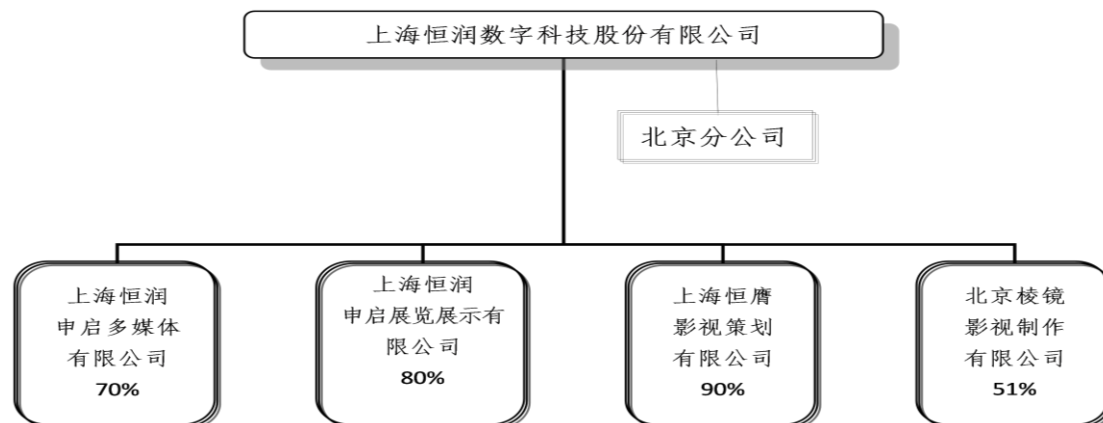 上海恒润数字科技股份有限公司
北京分公司
上海恒润
申启多媒体
有限公司
70%
上海恒润
申启展览展示有
限公司
80%
上海恒膺
影视策划
有限公司
90%
北京棱镜
影视制作
有限公司
51%